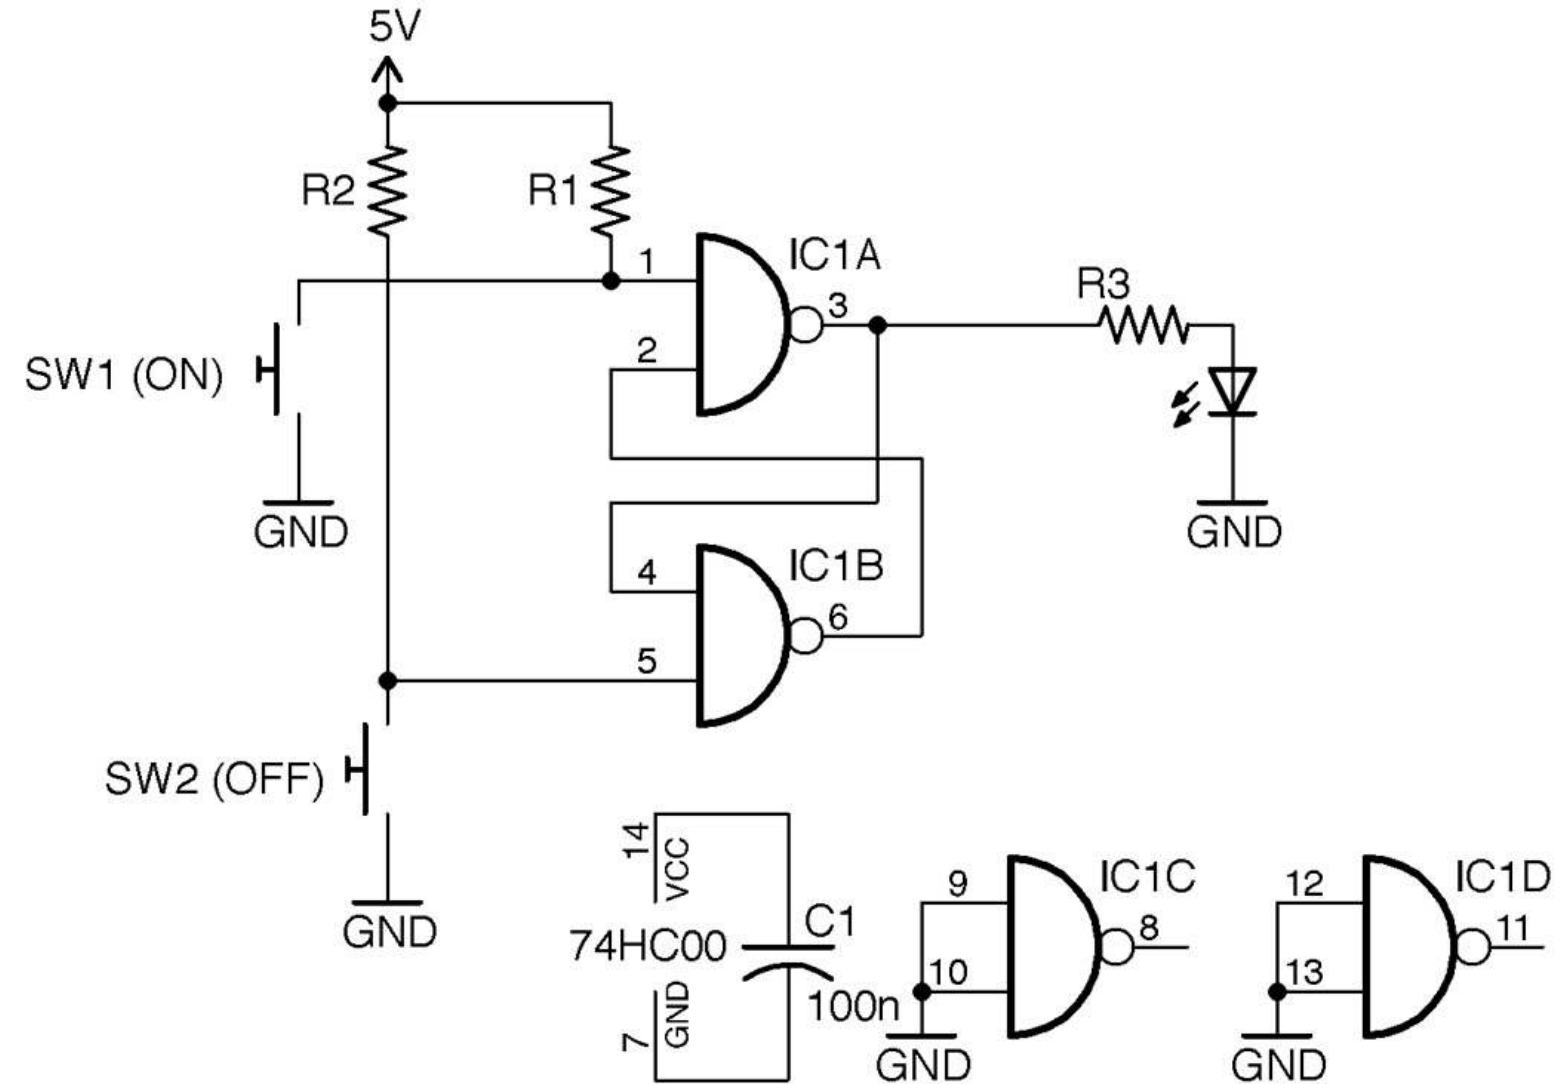 5V
R2
R1
1
IC1A
3
R3
2
SW1 (ON)
GND
GND
4
IC1B
6
5
SW2 (OFF)
GND
14
VCC
74HC00
GND
7
C1
100n
9
IC1C
8
10
GND
12
IC1D
11
13
GND